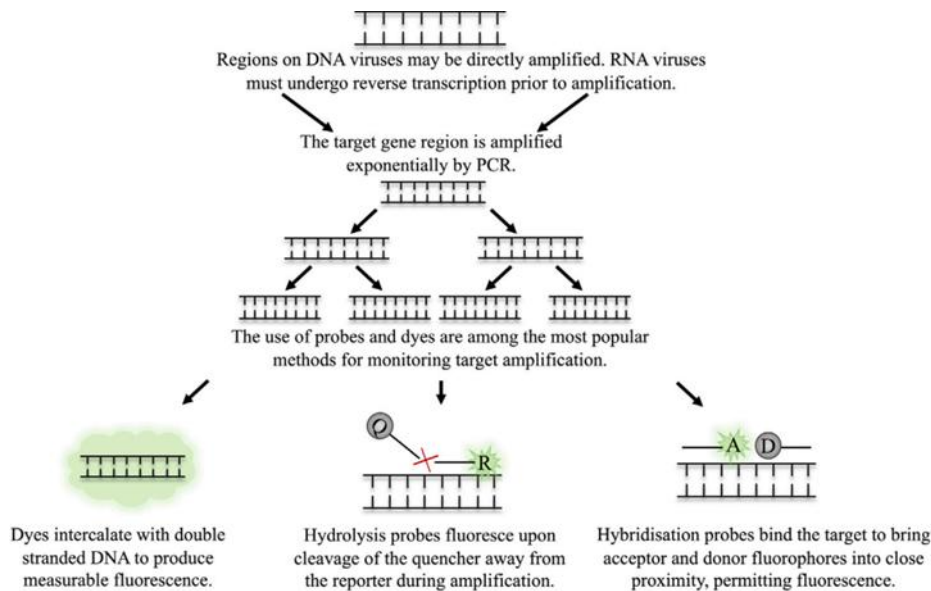 Regions on DNA viruses may be directly amplified. RNA viruses
must undergo reverse transcription prior to amplification.
The target gene region is amplified
exponentially by PCR.
The use of probes and dyes are among the most popular
methods for monitoring target amplification.
Q
R
A D
Dyes intercalate with double
stranded DNA to produce
measurable fluorescence.
Hydrolysis probes fluoresce upon
cleavage of the quencher away from
the reporter during amplification.
Hybridisation probes bind the target to bring
acceptor and donor fluorophores into close
proximity, permitting fluorescence.